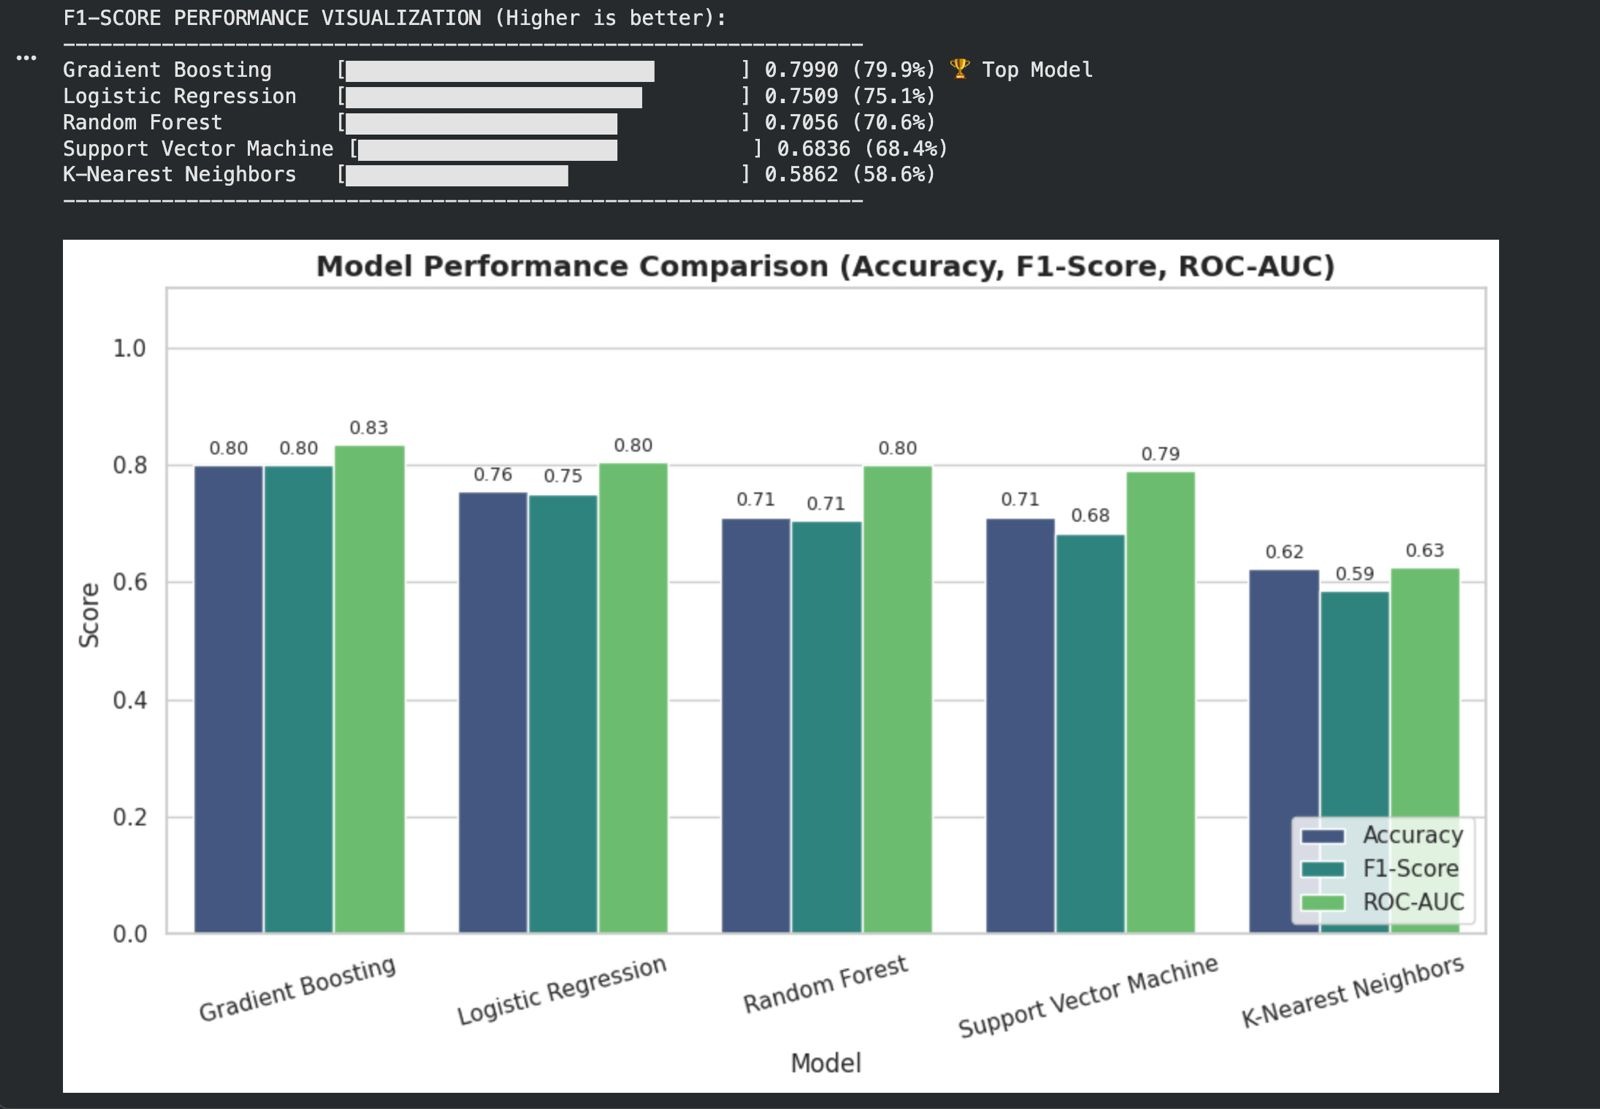 F1-SCORE PERFORMANCE VISUALIZATION (Higher is better):
-----------------------------------------------------------------
Gradient Boosting [█████████████████████████ ] 0.7990 (79.9%) 🏆 Top Model
Logistic Regression [████████████████████████ ] 0.7509 (75.1%)
Random Forest [██████████████████████ ] 0.7056 (70.6%)
Support Vector Machine [█████████████████████ ] 0.6836 (68.4%)
K-Nearest Neighbors [██████████████████ ] 0.5862 (58.6%)
-----------------------------------------------------------------
Model Performance Comparison (Accuracy, F1-Score, ROC-AUC)
1.0
0.8
0.6
0.4
0.2
0.0
Score
0.80 0.80 0.83
0.76 0.75 0.80
0.71 0.71 0.80
0.71 0.68 0.79
0.62 0.59 0.63
Accuracy
F1-Score
ROC-AUC
Gradient Boosting
Logistic Regression
Random Forest
Support Vector Machine
K-Nearest Neighbors
Model